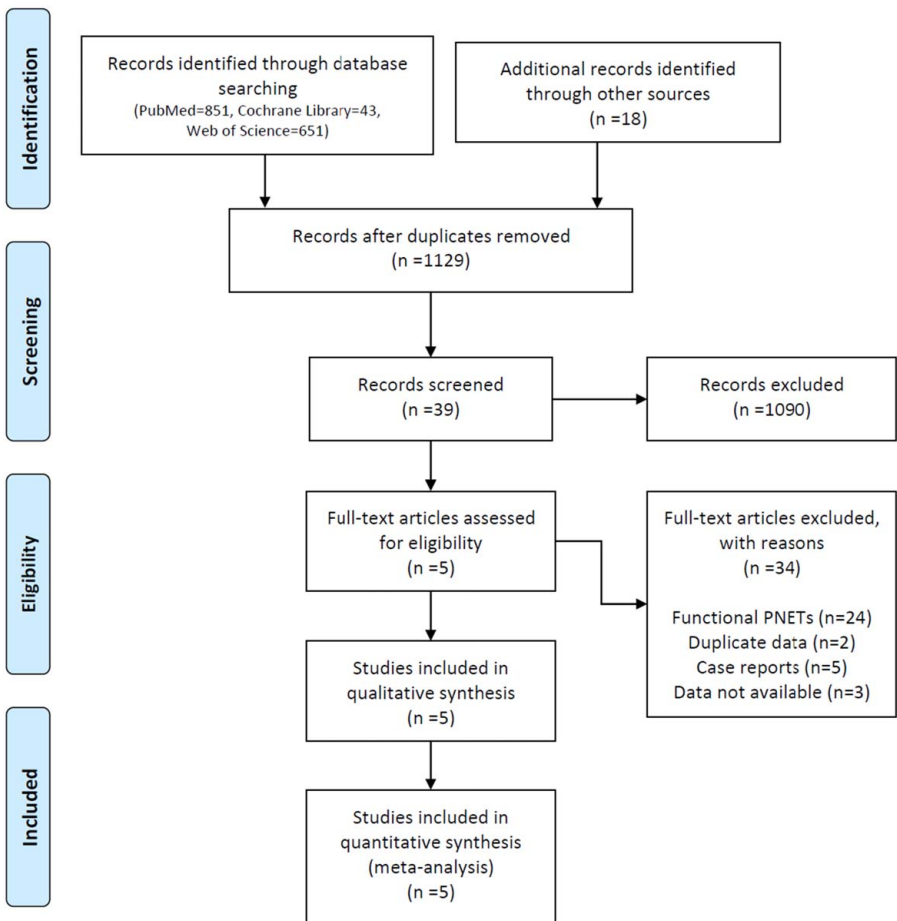 Identification
Records identified through database
searching
(PubMed=851, Cochrane Library=43,
Web of Science=651)
Additional records identified
through other sources
(n =18)
Records after duplicates removed
(n =1129)
Screening
Records screened
(n =39)
Records excluded
(n =1090)
Eligibility
Full-text articles assessed
for eligibility
(n =5)
Full-text articles excluded,
with reasons
(n =34)
Functional PNETs (n=24)
Duplicate data (n=2)
Case reports (n=5)
Data not available (n=3)
Studies included in
qualitative synthesis
(n =5)
Included
Studies included in
quantitative synthesis
(meta-analysis)
(n =5)